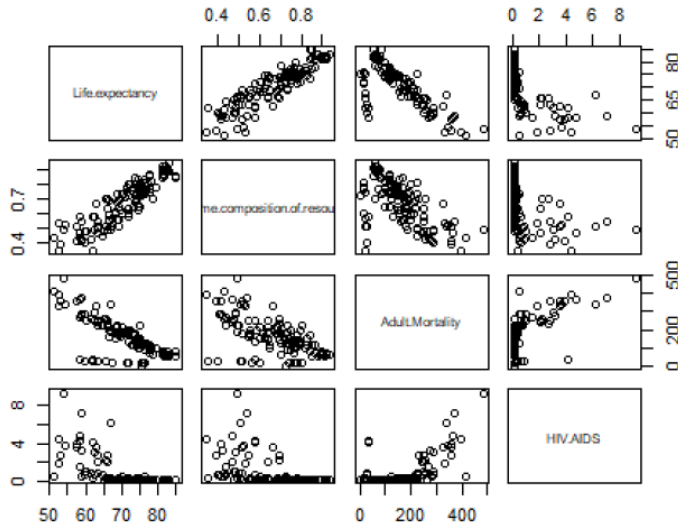 0.4 0.6 0.8 0 2 4 6 8
Life.expectancy
50 65 80
0.4 0.7
me.composition.of.resou
Adult.Mortality
0 200 500
0 4 8
HIV.AIDS
50 60 70 80 0 200 400